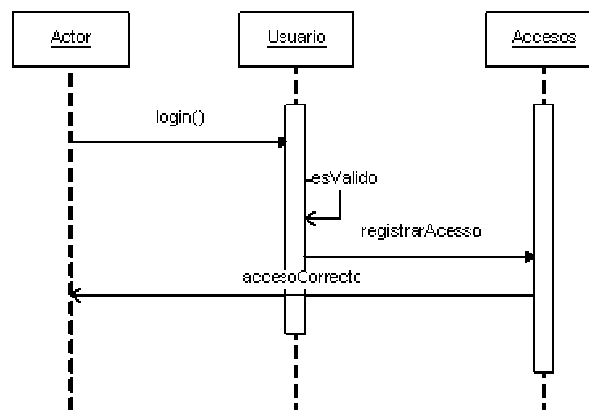 Actor
Usuario
Accesos
login()
esValido
registrarAcesso
accesoCorrecto